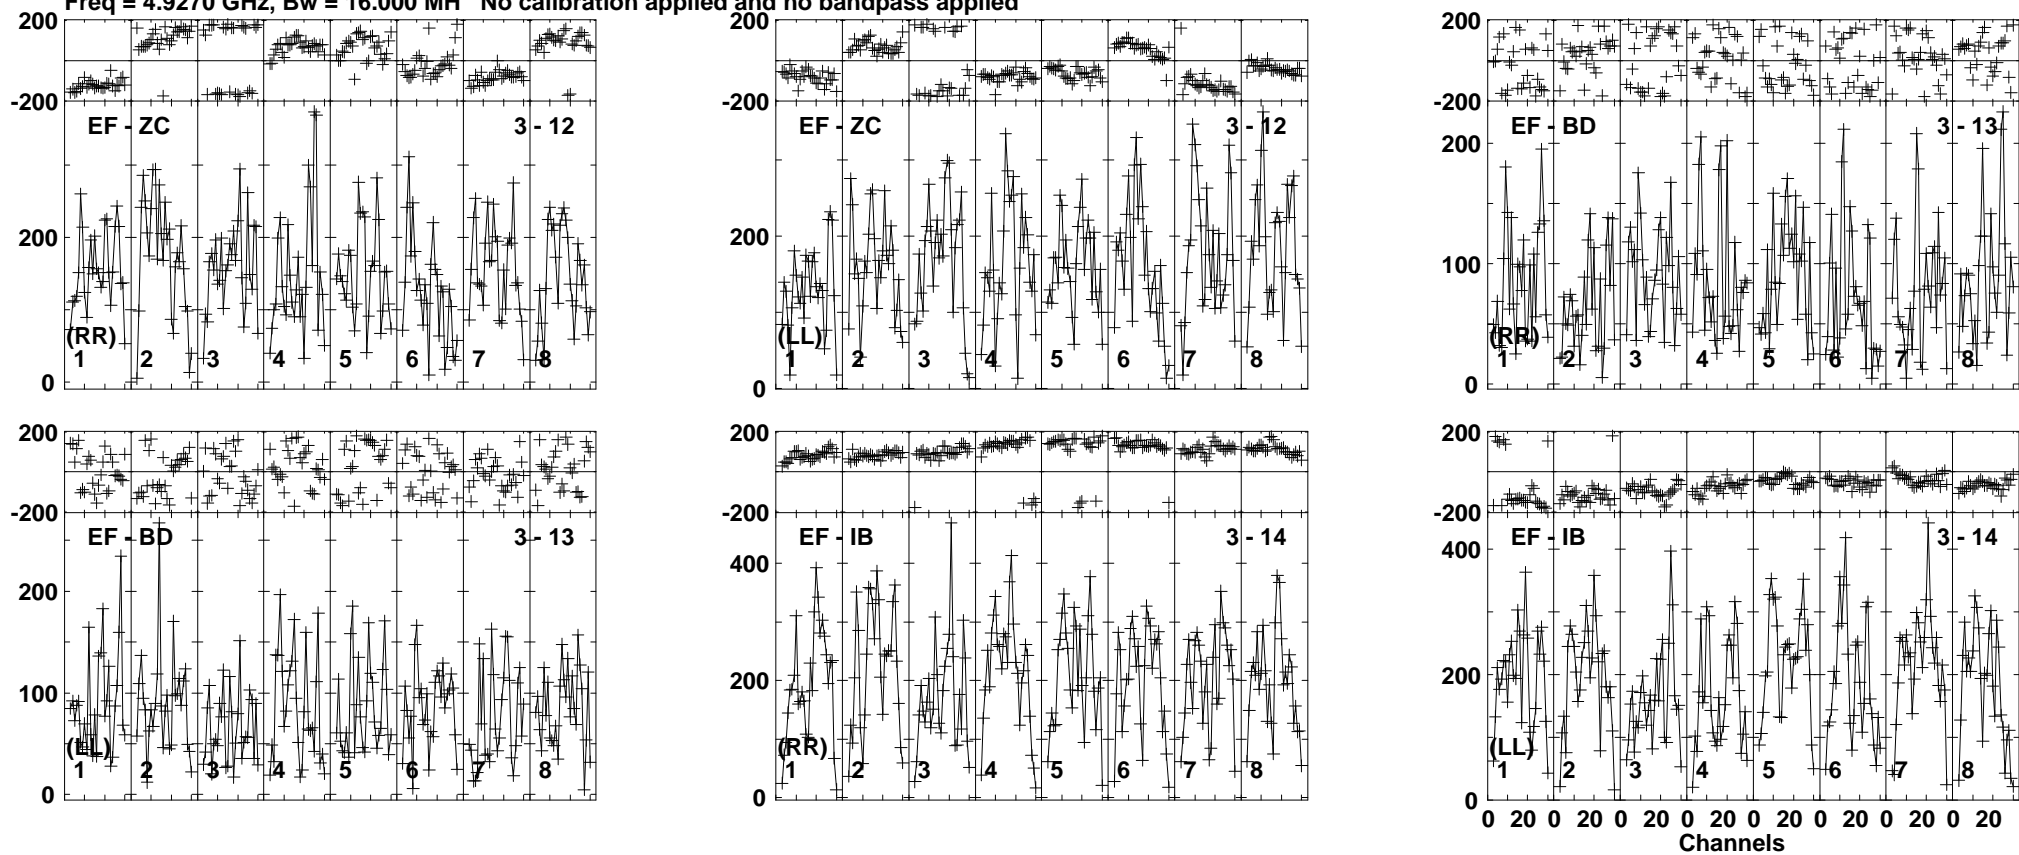 Freq = 4.9270 GHz, Bw = 16.000 MH No calibration applied and no bandpass applied
200
-200
EF - ZC 3 - 12
200
0
(RR)
1 2 3 4 5 6 7 8
200
-200
EF - ZC 3 - 12
200
0
(LL)
1 2 3 4 5 6 7 8
200
-200
EF - BD 3 - 13
200
100
0
(RR)
1 2 3 4 5 6 7 8
200
-200
EF - BD 3 - 13
200
100
0
(LL)
1 2 3 4 5 6 7 8
200
-200
EF - IB 3 - 14
400
200
0
(RR)
1 2 3 4 5 6 7 8
200
-200
EF - IB 3 - 14
400
200
0
(LL)
1 2 3 4 5 6 7 8
0 20 0 20 0 20 0 20 0 20 0 20 0 20 0 20
Channels